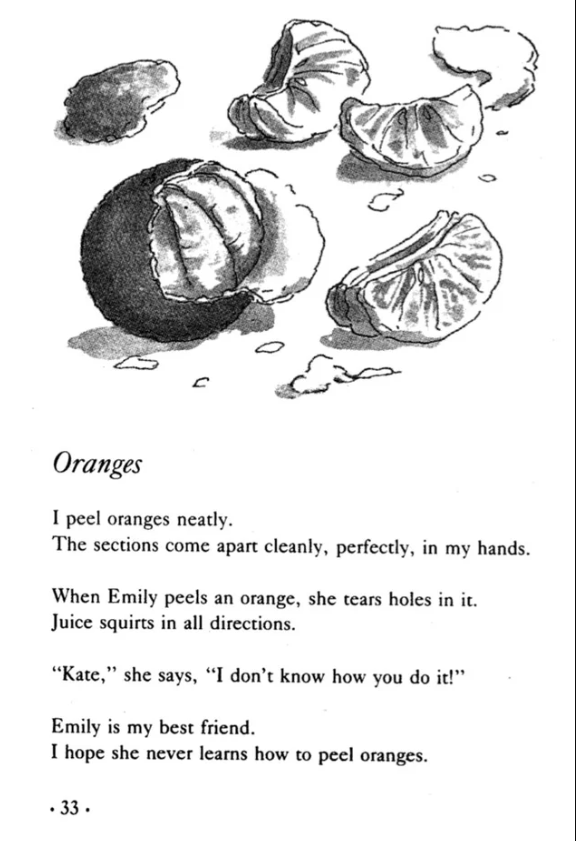 Oranges
I peel oranges neatly.
The sections come apart cleanly, perfectly, in my hands.
When Emily peels an orange, she tears holes in it.
Juice squirts in all directions.
“Kate,” she says, “I don’t know how you do it!”
Emily is my best friend.
I hope she never learns how to peel oranges.
· 33 ·